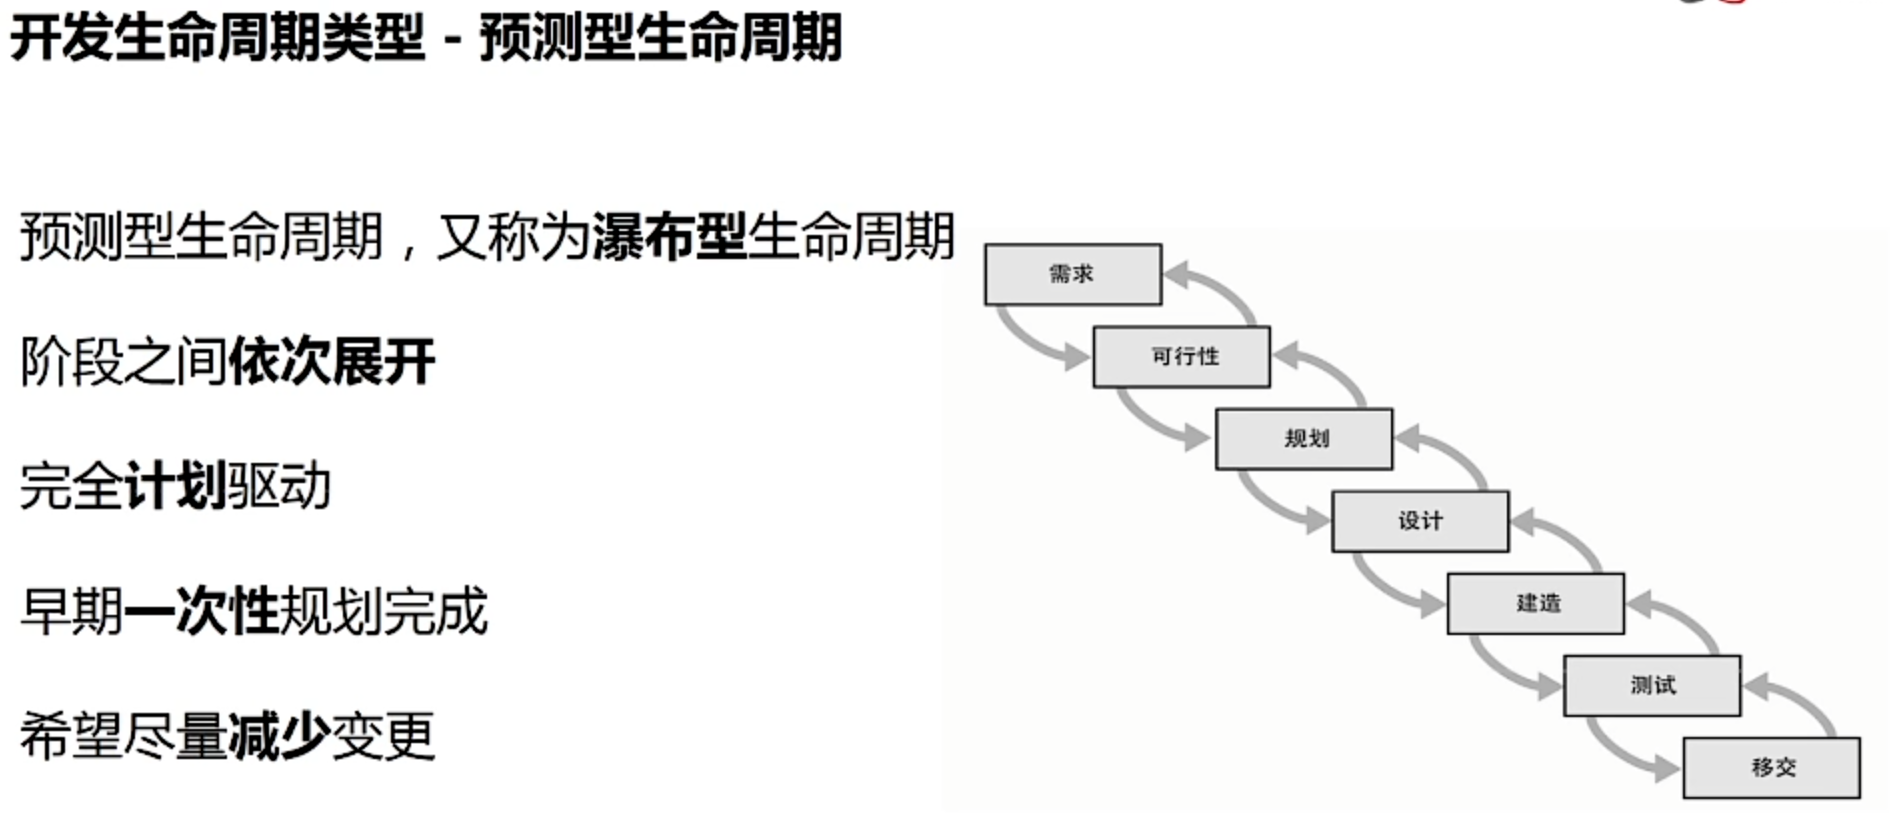 开发生命周期类型 - 预测型生命周期
预测型生命周期，又称为瀑布型生命周期
阶段之间依次展开
完全计划驱动
早期一次性规划完成
希望尽量减少变更
需求
可行性
规划
设计
建造
测试
移交